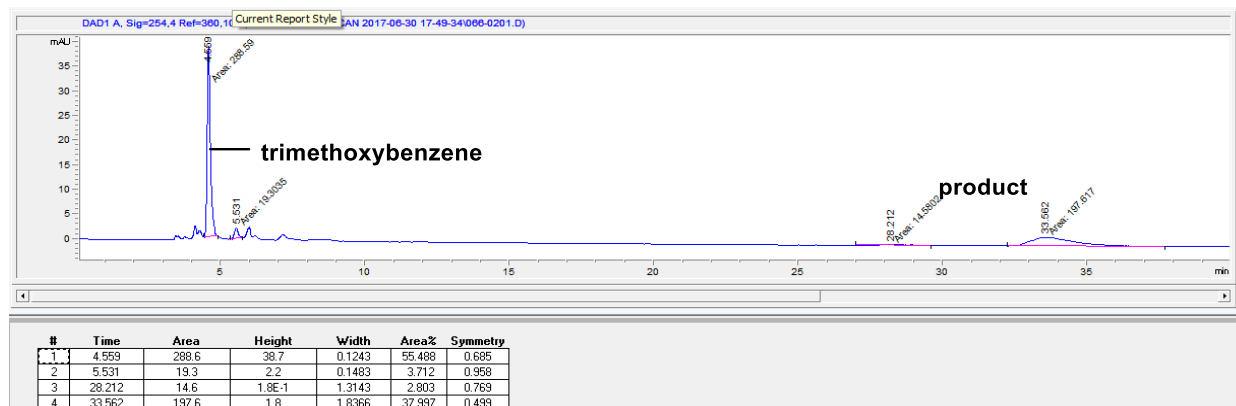 DAD1 A, Sig=254,4 Ref=360,10 Current Report Style CAN 2017-06-30 17-49-34\066-0201.D)
mAU
35
30
25
20
15
10
5
0
4.559
Area: 288.59
trimethoxybenzene
5.531
Area: 19.3035
28.212
Area: 14.5802
product
33.562
Area: 197.617
5 10 15 20 25 30 35 min
# Time Area Height Width Area% Symmetry
1 4.559 288.6 38.7 0.1243 55.488 0.685
2 5.531 19.3 2.2 0.1483 3.712 0.958
3 28.212 14.6 1.8E-1 1.3143 2.803 0.769
4 33.562 197.6 1.8 1.8366 37.997 0.499